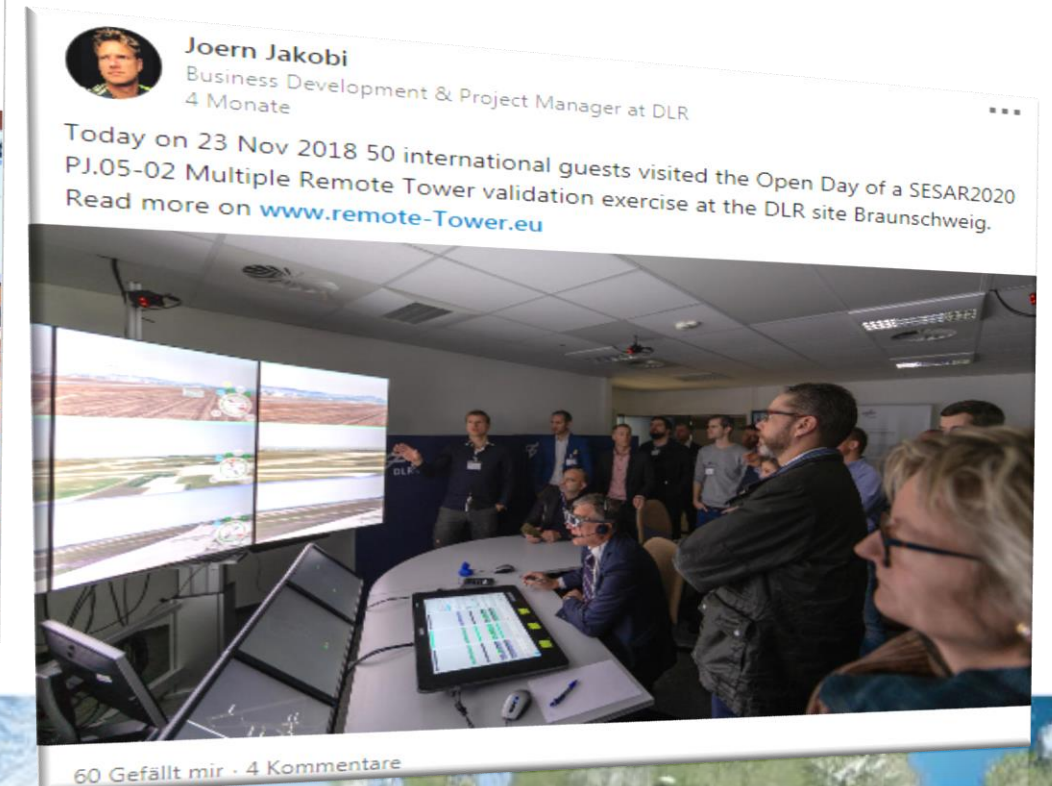 Joern Jakobi
Business Development & Project Manager at DLR
4 Monate
Today on 23 Nov 2018 50 international guests visited the Open Day of a SESAR2020
PJ.05-02 Multiple Remote Tower validation exercise at the DLR site Braunschweig.
Read more on www.remote-Tower.eu
DLR
60 Gefällt mir · 4 Kommentare